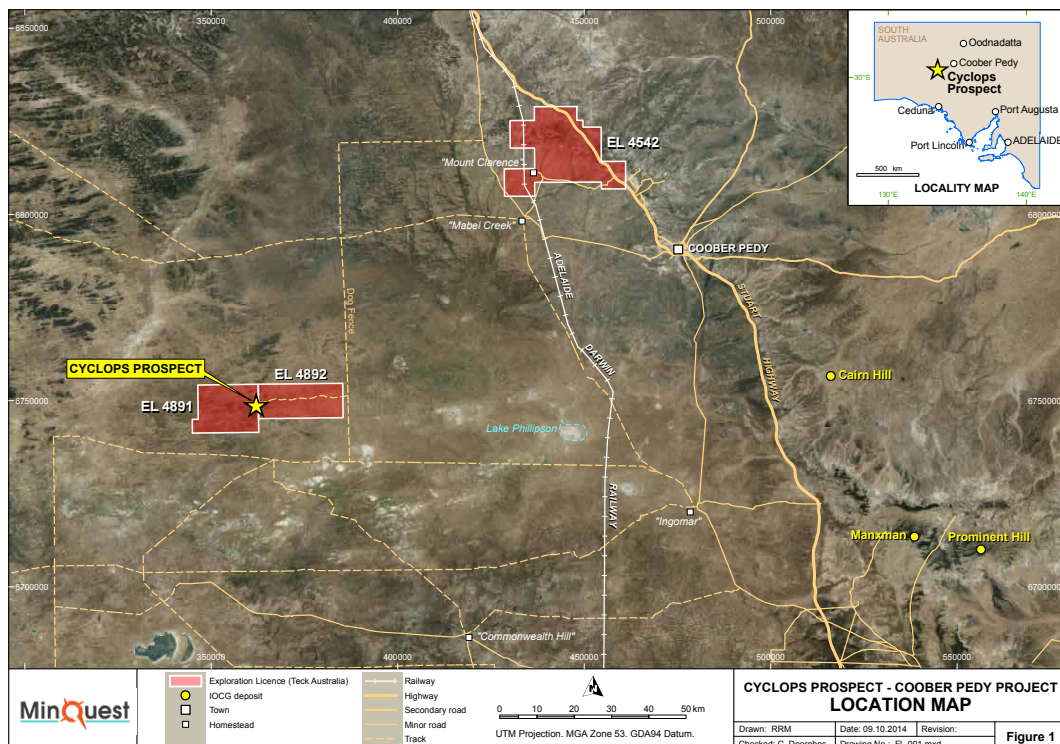 350000
400000
450000
500000
6850000
SOUTH
AUSTRALIA
Oodnadatta
Coober Pedy
Cyclops
Prospect
30°S
Ceduna
Port Augusta
Port Lincoln
ADELAIDE
500 km
LOCALITY MAP
130°E
140°E
EL 4542
"Mount Clarence"
6800000
6800000
"Mabel Creek"
COOBER PEDY
ADELAIDE
Dog Fence
STUART
DARWIN
HIGHWAY
CYCLOPS PROSPECT
EL 4892
Cairn Hill
EL 4891
6750000
6750000
Lake Phillipson
RAILWAY
"Ingomar"
Manxman
Prominent Hill
6700000
6700000
"Commonwealth Hill"
350000
400000
450000
500000
550000
MinQuest
Exploration Licence (Teck Australia)
IOCG deposit
Town
Homestead
Railway
Highway
Secondary road
Minor road
Track
N
0 10 20 30 40 50 km
UTM Projection. MGA Zone 53. GDA94 Datum.
CYCLOPS PROSPECT - COOBER PEDY PROJECT
LOCATION MAP
Drawn: RRM
Date: 09.10.2014
Revision:
Figure 1